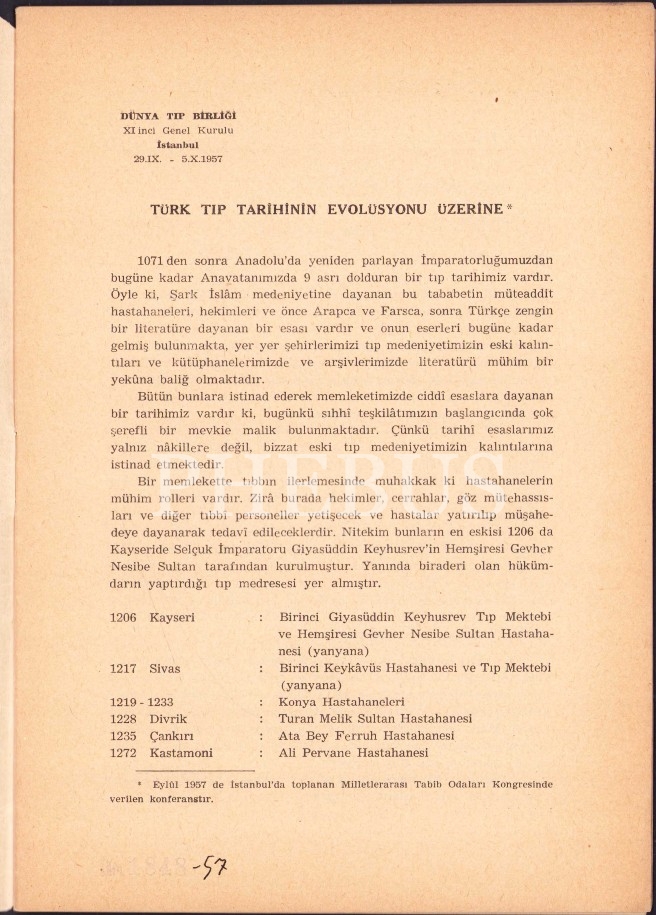 DÜNYA TIP BİRLİĞİ
XI inci Genel Kurulu
İstanbul
29.IX. - 5.X.1957
TÜRK TIP TARİHİNİN EVOLÜSYONU ÜZERİNE*
1071 den sonra Anadolu'da yeniden parlayan İmparatorluğumuzdan
bugüne kadar Anavatanımızda 9 asrı dolduran bir tıp tarihimiz vardır.
Öyle ki, Şark İslâm medeniyetine dayanan bu tababetin müteaddit
hastahaneleri, hekimleri ve önce Arapca ve Farsca, sonra Türkçe zengin
bir literatüre dayanan bir esası vardır ve onun eserleri bugüne kadar
gelmiş bulunmakta, yer yer şehirlerimizi tıp medeniyetimizin eski kalın-
tıları ve kütüphanelerimizde ve arşivlerimizde literatürü mühim bir
yekûna baliğ olmaktadır.
Bütün bunlara istinad ederek memleketimizde ciddî esaslara dayanan
bir tarihimiz vardır ki, bugünkü sıhhî teşkilâtımızın başlangıcında çok
şerefli bir mevkie malik bulunmaktadır. Çünkü tarihî esaslarımız
yalnız nâkillere değil, bizzat eski tıp medeniyetimizin kalıntılarına
istinad etmektedir.
Bir memlekette tıbbın ilerlemesinde muhakkak ki hastahanelerin
mühim rolleri vardır. Zirâ burada hekimler, cerrahlar, göz mütehassıs-
ları ve diğer tıbbî personeller yetişecek ve hastalar yatırılıp müşahe-
deye dayanarak tedavî edileceklerdir. Nitekim bunların en eskisi 1206 da
Kayseride Selçuk İmparatoru Giyasüddin Keyhusrev'in Hemşiresi Gevher
Nesibe Sultan tarafından kurulmuştur. Yanında biraderi olan hüküm-
darın yaptırdığı tıp medresesi yer almıştır.
1206 Kayseri : Birinci Giyasüddin Keyhusrev Tıp Mektebi
ve Hemşiresi Gevher Nesibe Sultan Hastaha-
nesi (yanyana)
1217 Sivas : Birinci Keykâvüs Hastahanesi ve Tıp Mektebi
(yanyana)
1219 - 1233 : Konya Hastahaneleri
1228 Divrik : Turan Melik Sultan Hastahanesi
1235 Çankırı : Ata Bey Ferruh Hastahanesi
1272 Kastamoni : Ali Pervane Hastahanesi
* Eylûl 1957 de İstanbul'da toplanan Milletlerarası Tabib Odaları Kongresinde
verilen konferanstır.
-57